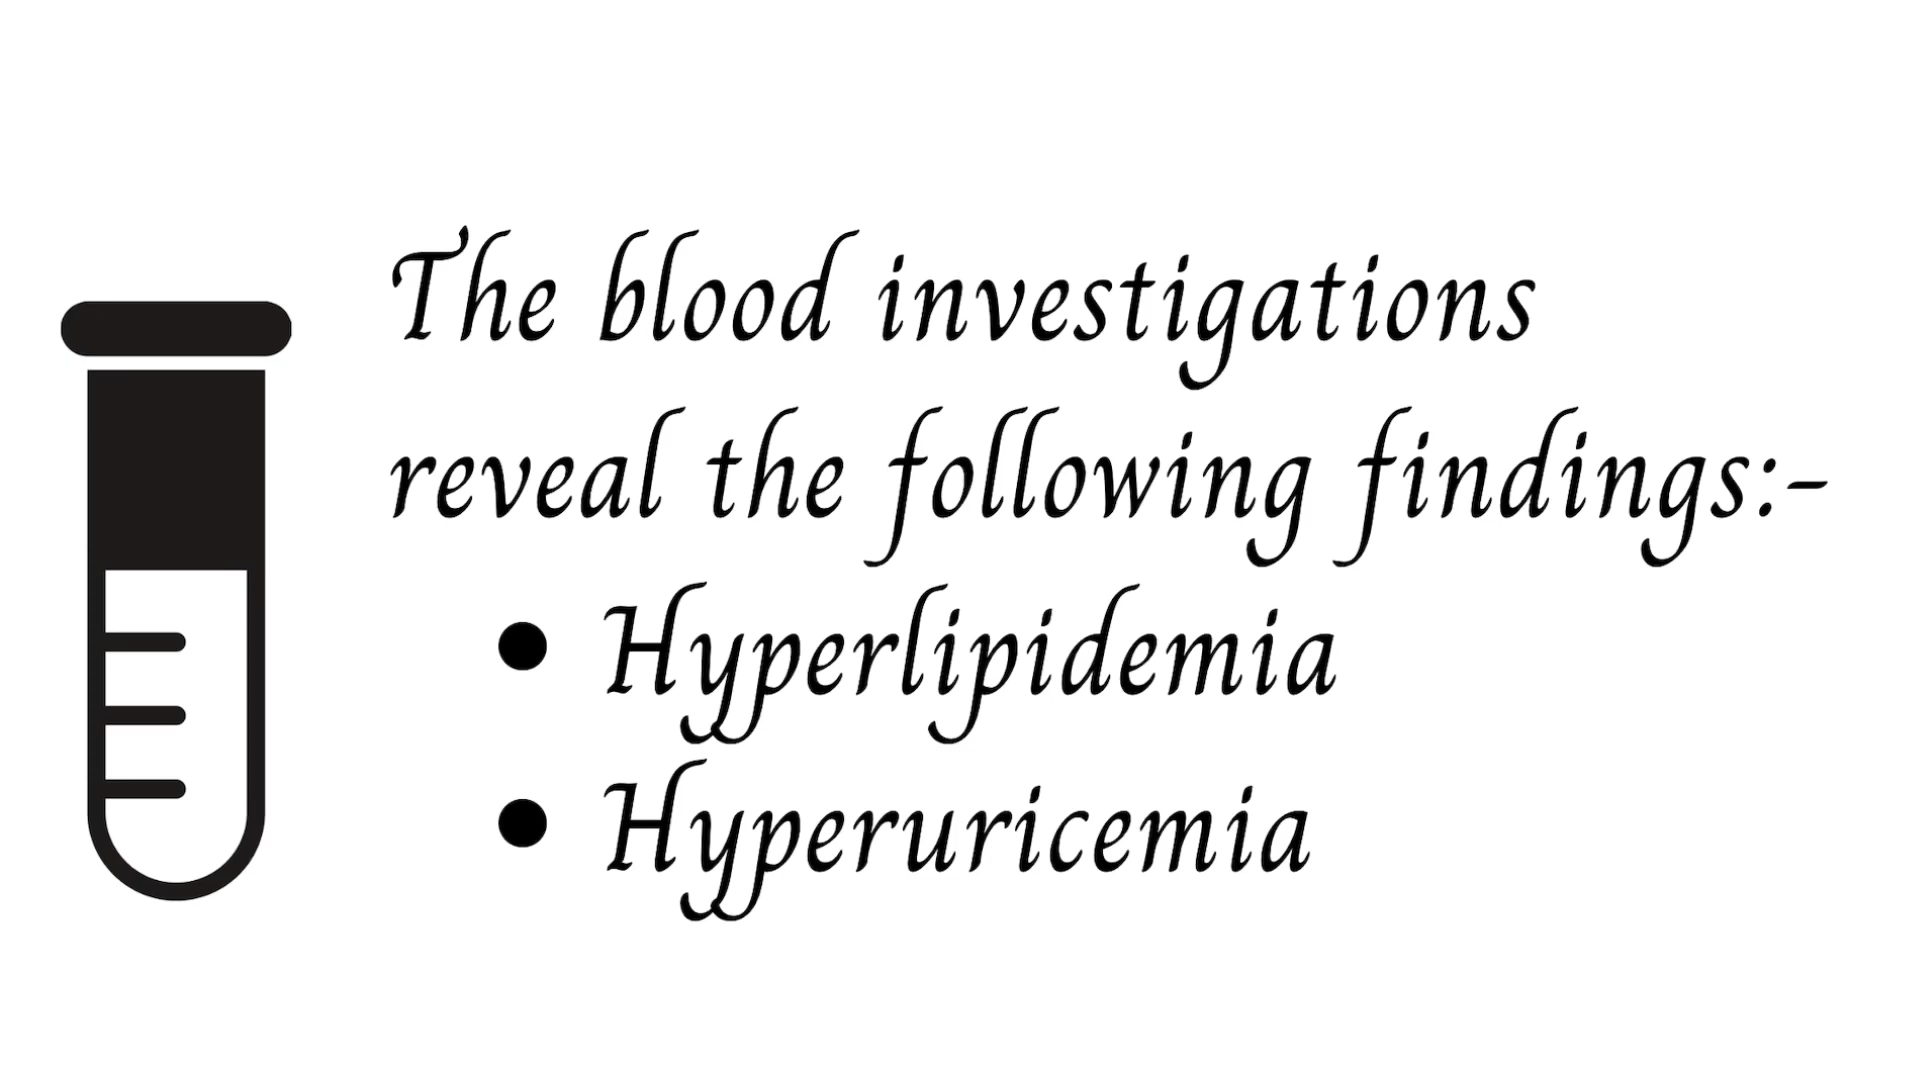 The blood investigations
reveal the following findings:-
• Hyperlipidemia
• Hyperuricemia